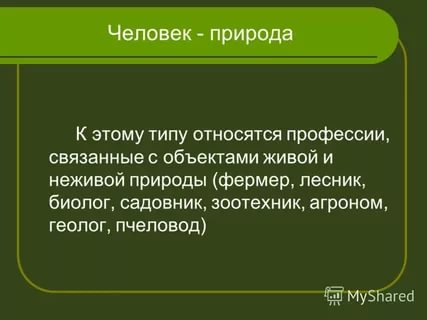 Человек - природа
К этому типу относятся профессии,
связанные с объектами живой и
неживой природы (фермер, лесник,
биолог, садовник, зоотехник, агроном,
геолог, пчеловод)
MyShared